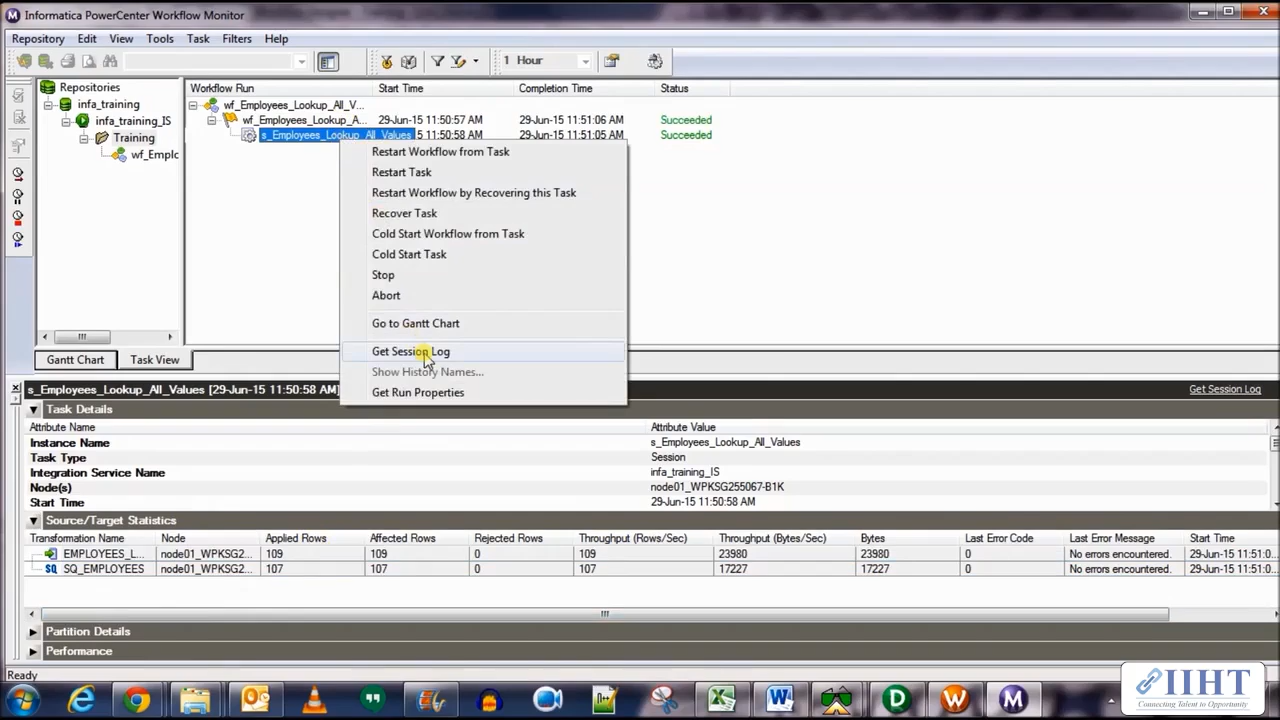 Informatica PowerCenter Workflow Monitor
Repository Edit View Tools Task Filters Help
1 Hour
Repositories
infa_training
infa_training_IS
Training
wf_Emplc
Workflow Run Start Time Completion Time Status
wf_Employees_Lookup_All_V...
wf_Employees_Lookup_A... 29-Jun-15 11:50:57 AM 29-Jun-15 11:51:06 AM Succeeded
s_Employees_Lookup_All_Values 5 11:50:58 AM 29-Jun-15 11:51:05 AM Succeeded
Restart Workflow from Task
Restart Task
Restart Workflow by Recovering this Task
Recover Task
Cold Start Workflow from Task
Cold Start Task
Stop
Abort
Go to Gantt Chart
Get Session Log
Show History Names...
Get Run Properties
Gantt Chart Task View
s_Employees_Lookup_All_Values [29-Jun-15 11:50:58 AM] Get Session Log
Task Details
Attribute Name Attribute Value
Instance Name s_Employees_Lookup_All_Values
Task Type Session
Integration Service Name infa_training_IS
Node(s) node01_WPKSG255067-B1K
Start Time 29-Jun-15 11:50:58 AM
Source/Target Statistics
Transformation Name Node Applied Rows Affected Rows Rejected Rows Throughput (Rows/Sec) Throughput (Bytes/Sec) Bytes Last Error Code Last Error Message Start Time
EMPLOYEES_L... node01_WPKSG2... 109 109 0 109 23980 23980 0 No errors encountered. 29-Jun-15 11:51:0
SQ SQ_EMPLOYEES node01_WPKSG2... 107 107 0 107 17227 17227 0 No errors encountered. 29-Jun-15 11:51:0
Partition Details
Performance
Ready
IIHT
Connecting Talent to Opportunity